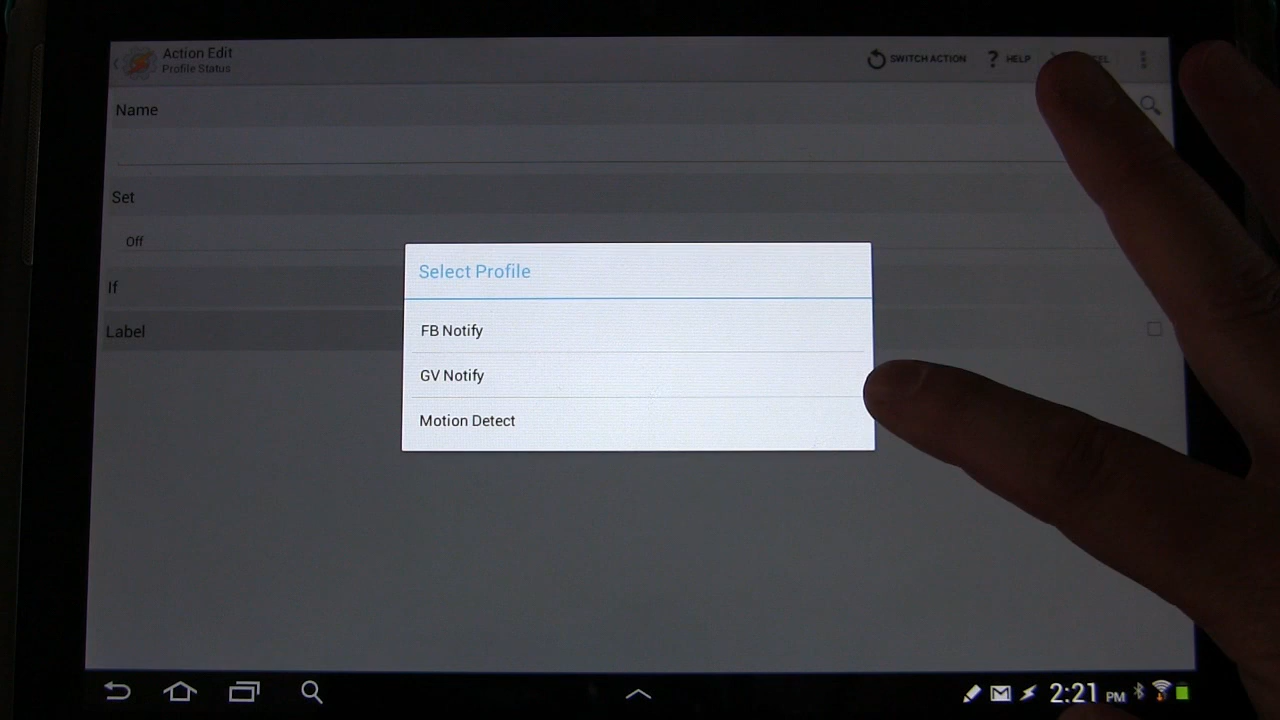 Action Edit
Profile Status
SWITCH ACTION
? HELP
Name
Set
Off
If
Label
Select Profile
FB Notify
GV Notify
Motion Detect
2:21 PM